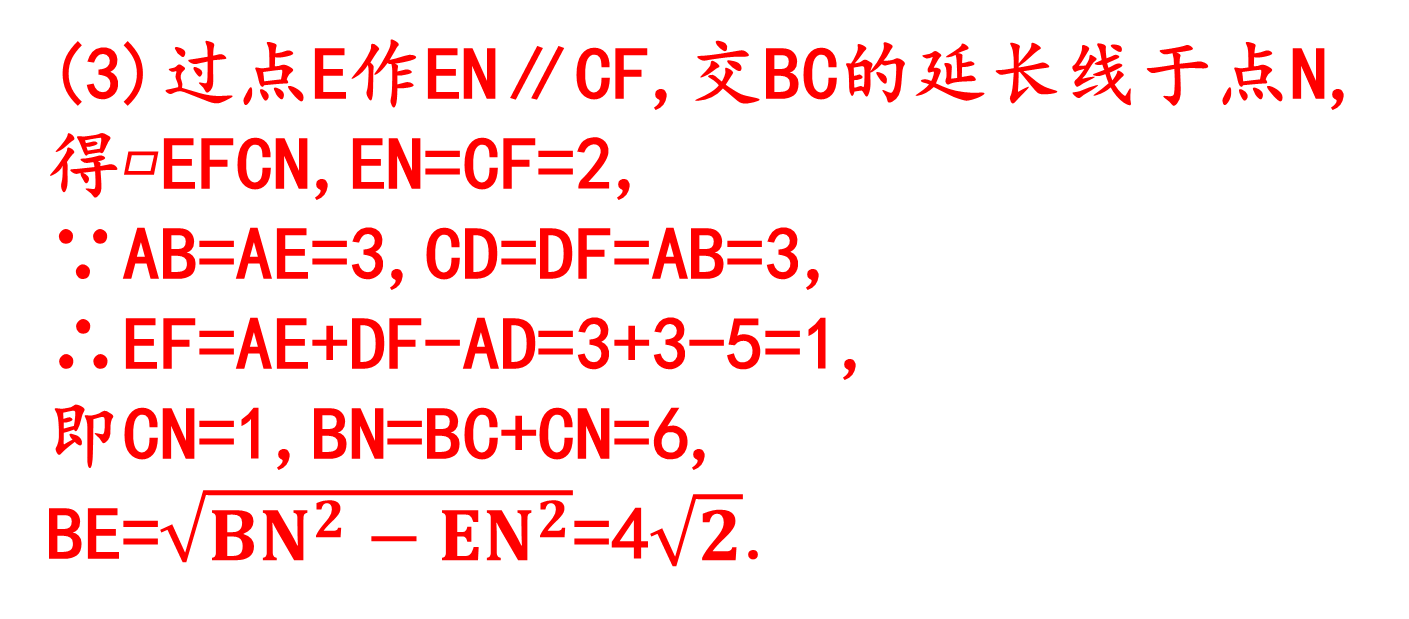 (3)过点E作EN∥CF,交BC的延长线于点N,
得▱EFCN,EN=CF=2,
∵AB=AE=3,CD=DF=AB=3,
∴EF=AE+DF-AD=3+3-5=1,
即CN=1,BN=BC+CN=6,
BE=√(BN² − EN²)=4√2.